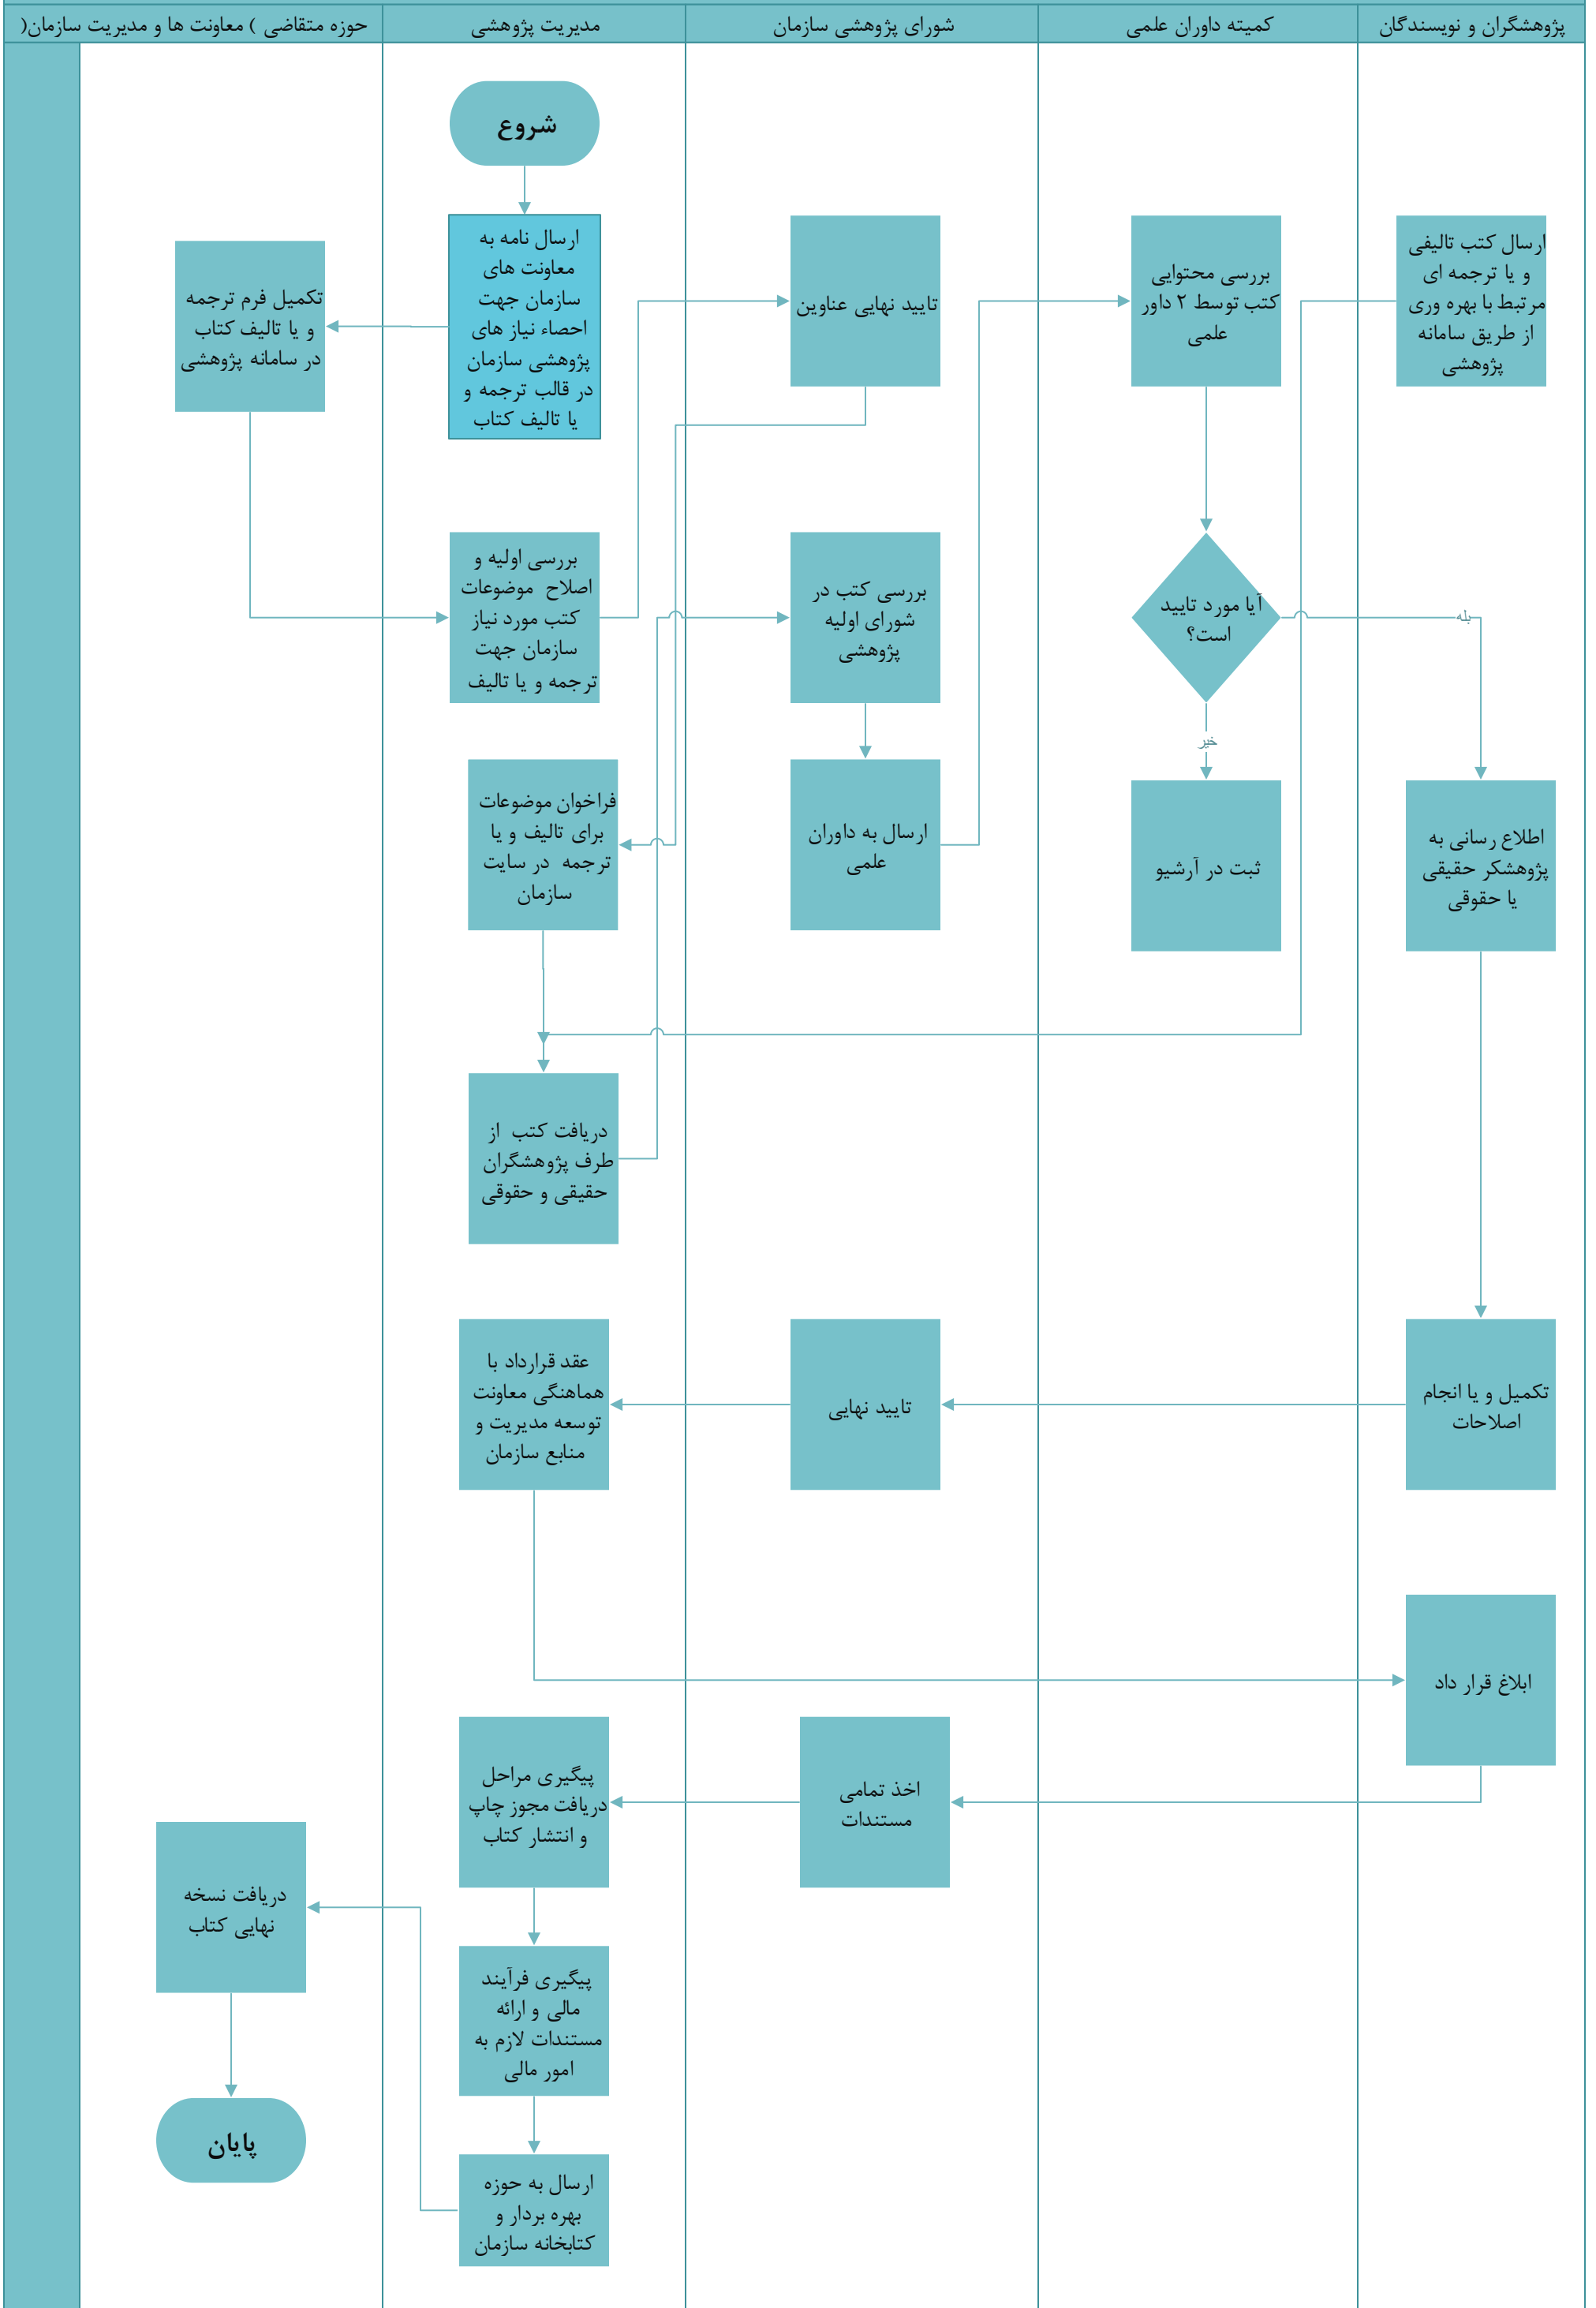 پژوهشگران و نویسندگان
کمیته داوران علمی
شورای پژوهشی سازمان
مدیریت پژوهشی
حوزه متقاضی ) معاونت ها و مدیریت سازمان(
شروع
ارسال نامه به
معاونت های
سازمان جهت
احصاء نیاز های
پژوهشی سازمان
در قالب ترجمه و
یا تالیف کتاب
تکمیل فرم ترجمه
و یا تالیف کتاب
در سامانه پژوهشی
تایید نهایی عناوین
بررسی محتوایی
کتب توسط ۲ داور
علمی
ارسال کتب تالیفی
و یا ترجمه ای
مرتبط با بهره وری
از طریق سامانه
پژوهشی
بررسی اولیه و
اصلاح موضوعات
کتب مورد نیاز
سازمان جهت
ترجمه و یا تالیف
بررسی کتب در
شورای اولیه
پژوهشی
آیا مورد تایید
است؟
بله
خیر
فراخوان موضوعات
برای تالیف و یا
ترجمه در سایت
سازمان
ارسال به داوران
علمی
ثبت در آرشیو
اطلاع رسانی به
پژوهشکر حقیقی
یا حقوقی
دریافت کتب از
طرف پژوهشگران
حقیقی و حقوقی
تکمیل و یا انجام
اصلاحات
تایید نهایی
عقد قرارداد با
هماهنگی معاونت
توسعه مدیریت و
منابع سازمان
ابلاغ قرار داد
اخذ تمامی
مستندات
پیگیری مراحل
دریافت مجوز چاپ
و انتشار کتاب
پیگیری فرآیند
مالی و ارائه
مستندات لازم به
امور مالی
ارسال به حوزه
بهره بردار و
کتابخانه سازمان
دریافت نسخه
نهایی کتاب
پایان